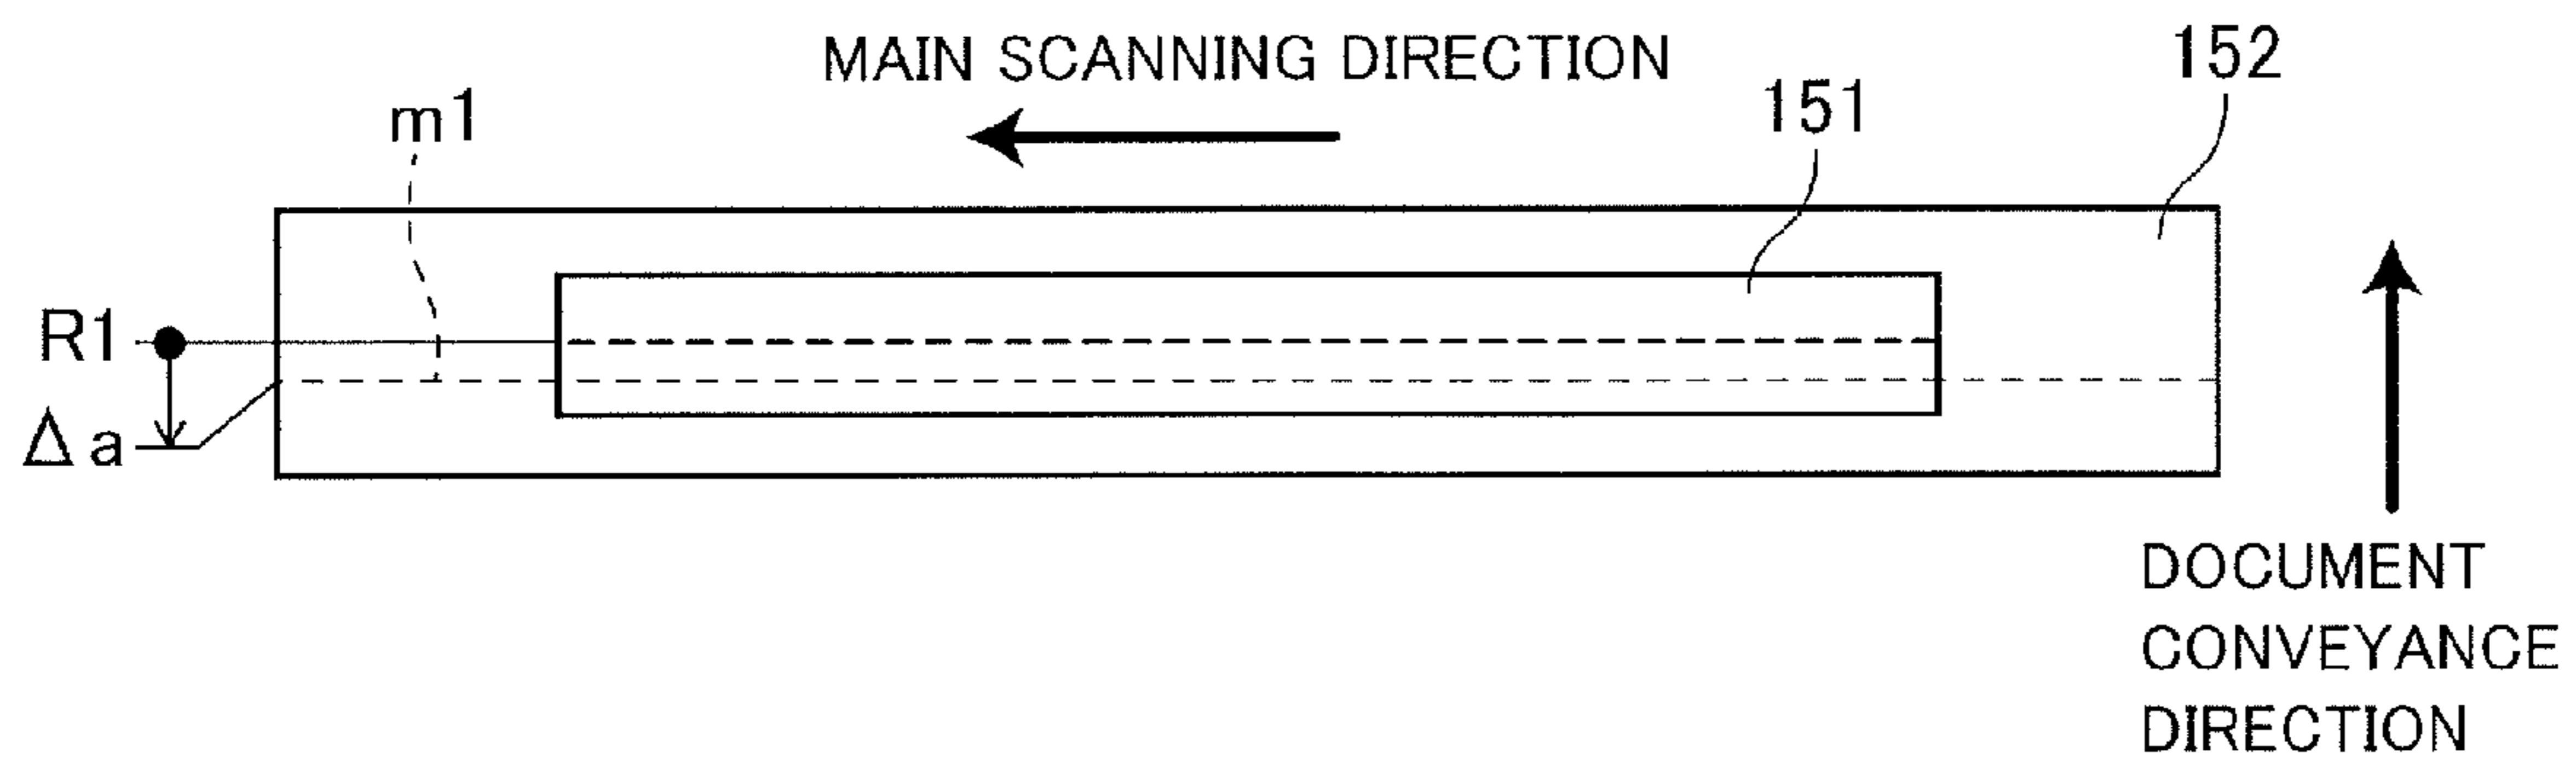 MAIN SCANNING DIRECTION
152
151
m1
R1
Δa
DOCUMENT
CONVEYANCE
DIRECTION